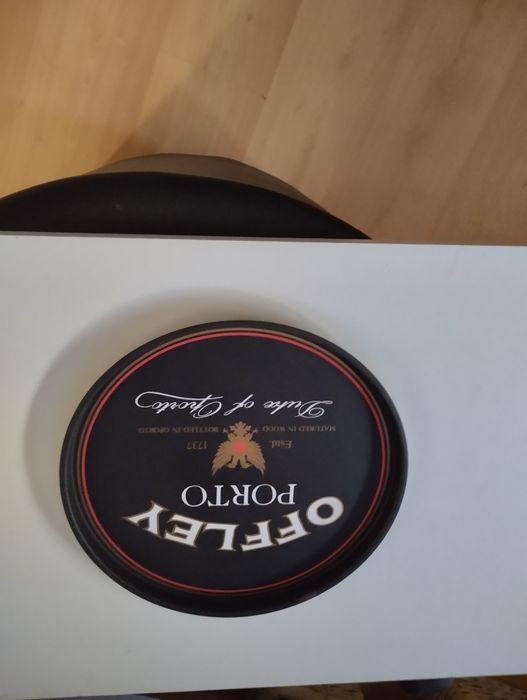 OFFLEY
PORTO
Estd. 1737
MATURED IN WOOD BOTTLED IN OPORTO
Duke of Oporto